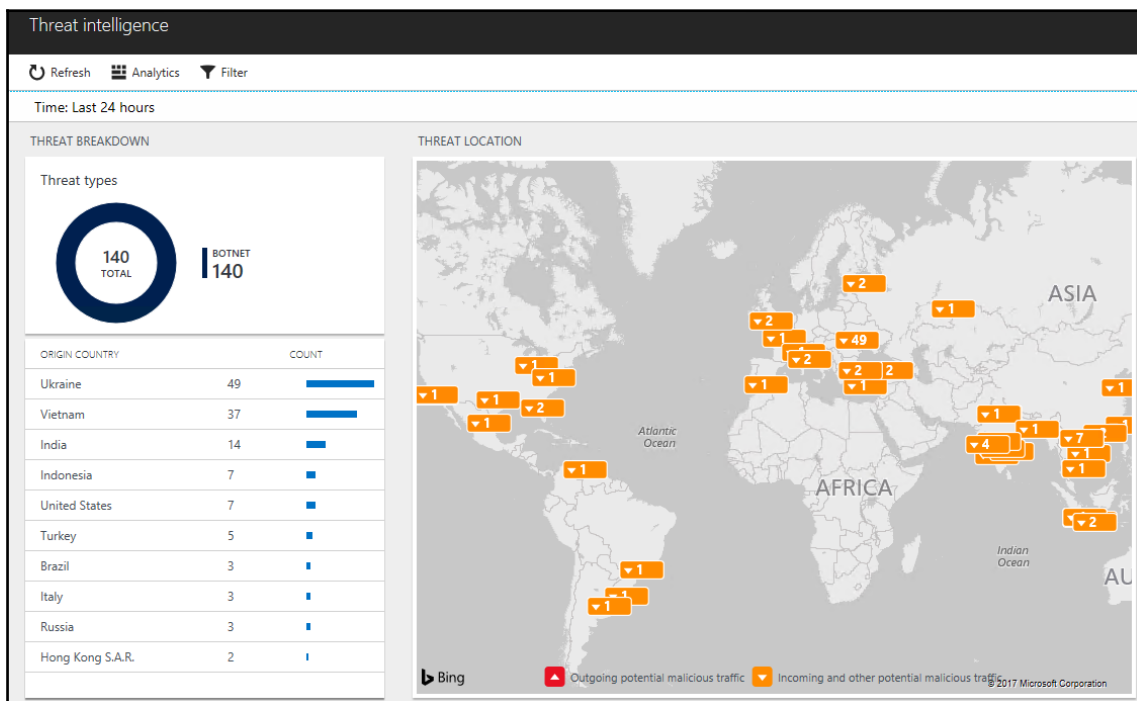 Threat intelligence
Refresh Analytics Filter
Time: Last 24 hours
THREAT BREAKDOWN
Threat types
140
TOTAL
BOTNET
140
ORIGIN COUNTRY COUNT
Ukraine 49
Vietnam 37
India 14
Indonesia 7
United States 7
Turkey 5
Brazil 3
Italy 3
Russia 3
Hong Kong S.A.R. 2
THREAT LOCATION
2
ASIA
1
2
1
49
2
1
2
2
1
1
1
1
1
1
2
1
1
1
Atlantic
Ocean
4
7
1
1
1
AFRICA
2
Indian
Ocean
1
AU
1
1
Bing
Outgoing potential malicious traffic
Incoming and other potential malicious traffic
© 2017 Microsoft Corporation